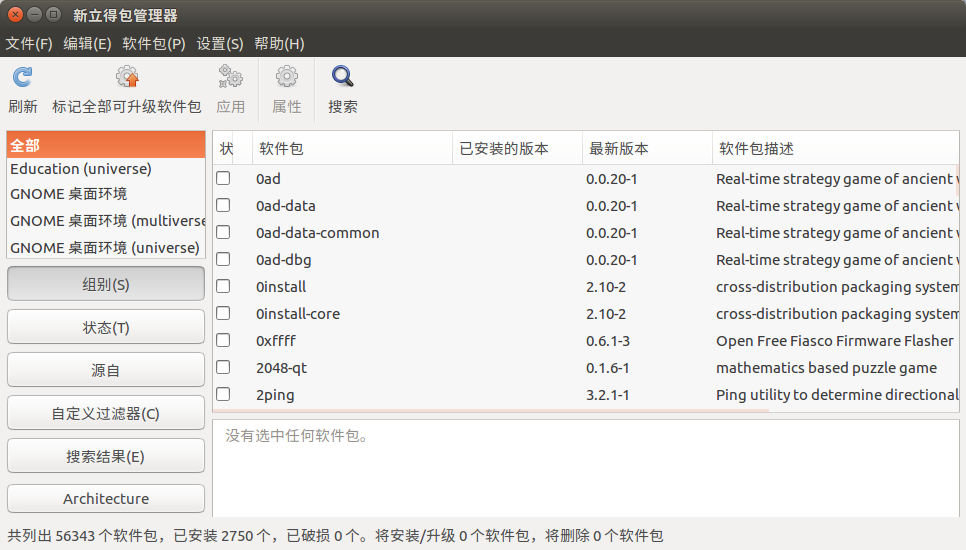 新立得包管理器
文件(F) 编辑(E) 软件包(P) 设置(S) 帮助(H)
刷新 标记全部可升级软件包 应用 属性 搜索
全部
Education (universe)
GNOME 桌面环境
GNOME 桌面环境 (multiverse
GNOME 桌面环境 (universe)
组别(S)
状态(T)
源自
自定义过滤器(C)
搜索结果(E)
Architecture
状 软件包 已安装的版本 最新版本 软件包描述
0ad 0.0.20-1 Real-time strategy game of ancient w
0ad-data 0.0.20-1 Real-time strategy game of ancient w
0ad-data-common 0.0.20-1 Real-time strategy game of ancient w
0ad-dbg 0.0.20-1 Real-time strategy game of ancient w
0install 2.10-2 cross-distribution packaging system
0install-core 2.10-2 cross-distribution packaging system
0xffff 0.6.1-3 Open Free Fiasco Firmware Flasher
2048-qt 0.1.6-1 mathematics based puzzle game
2ping 3.2.1-1 Ping utility to determine directional
没有选中任何软件包。
共列出 56343 个软件包，已安装 2750 个，已破损 0 个。将安装/升级 0 个软件包，将删除 0 个软件包